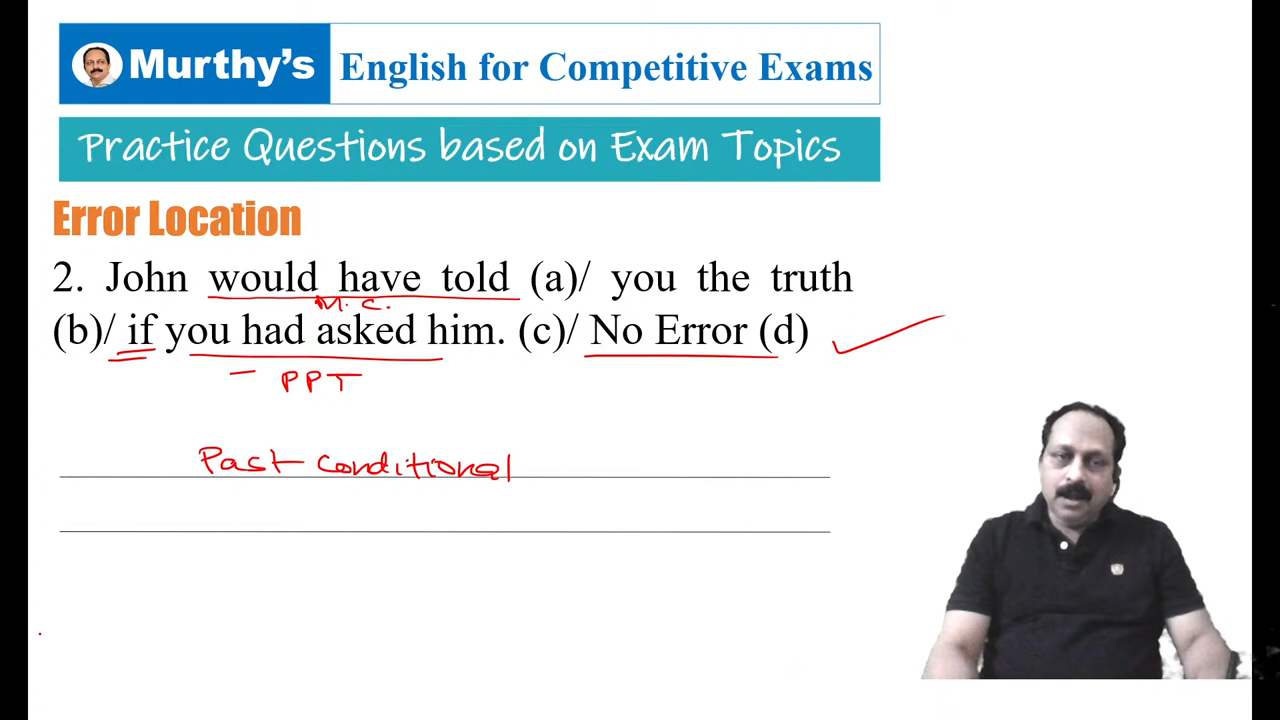 Murthy's English for Competitive Exams
Practice Questions based on Exam Topics
Error Location
2. John would have told (a)/ you the truth
M. C.
(b)/ if you had asked him. (c)/ No Error (d)
PPT
Past conditional